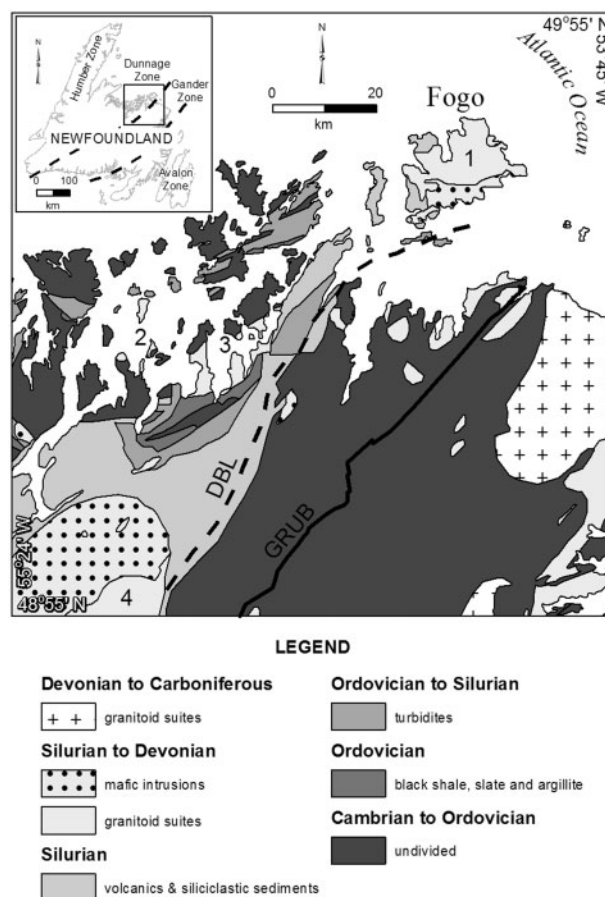 N
Humber Zone
Dunnage
Zone
Gander
Zone
NEWFOUNDLAND
Avalon
Zone
0 100
km
N
0 20
km
49°55' N
53°45' W
Atlantic Ocean
Fogo
1
2
3
DBL
GRUB
55°24' W
48°55' N
4
LEGEND
Devonian to Carboniferous
granitoid suites
Silurian to Devonian
mafic intrusions
granitoid suites
Silurian
volcanics & siliciclastic sediments
Ordovician to Silurian
turbidites
Ordovician
black shale, slate and argillite
Cambrian to Ordovician
undivided